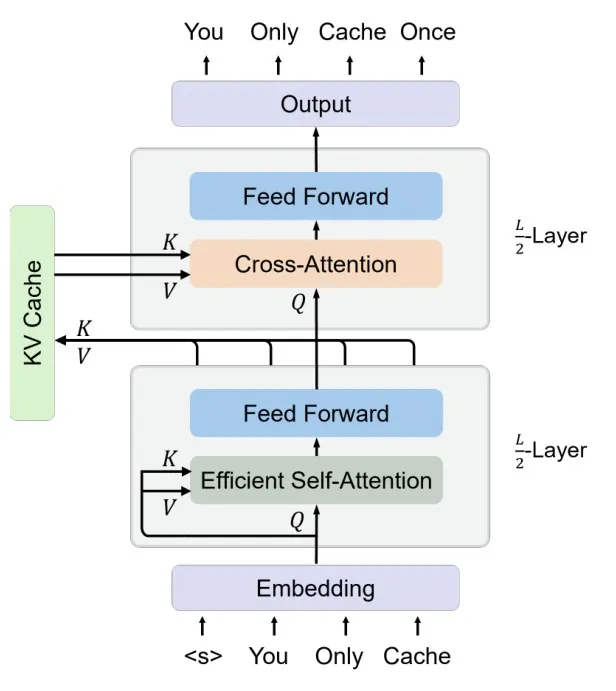 You Only Cache Once
Output
Feed Forward
K
Cross-Attention
V
Q
L/2-Layer
KV Cache
K
V
Feed Forward
K
Efficient Self-Attention
V
Q
L/2-Layer
Embedding
<s> You Only Cache